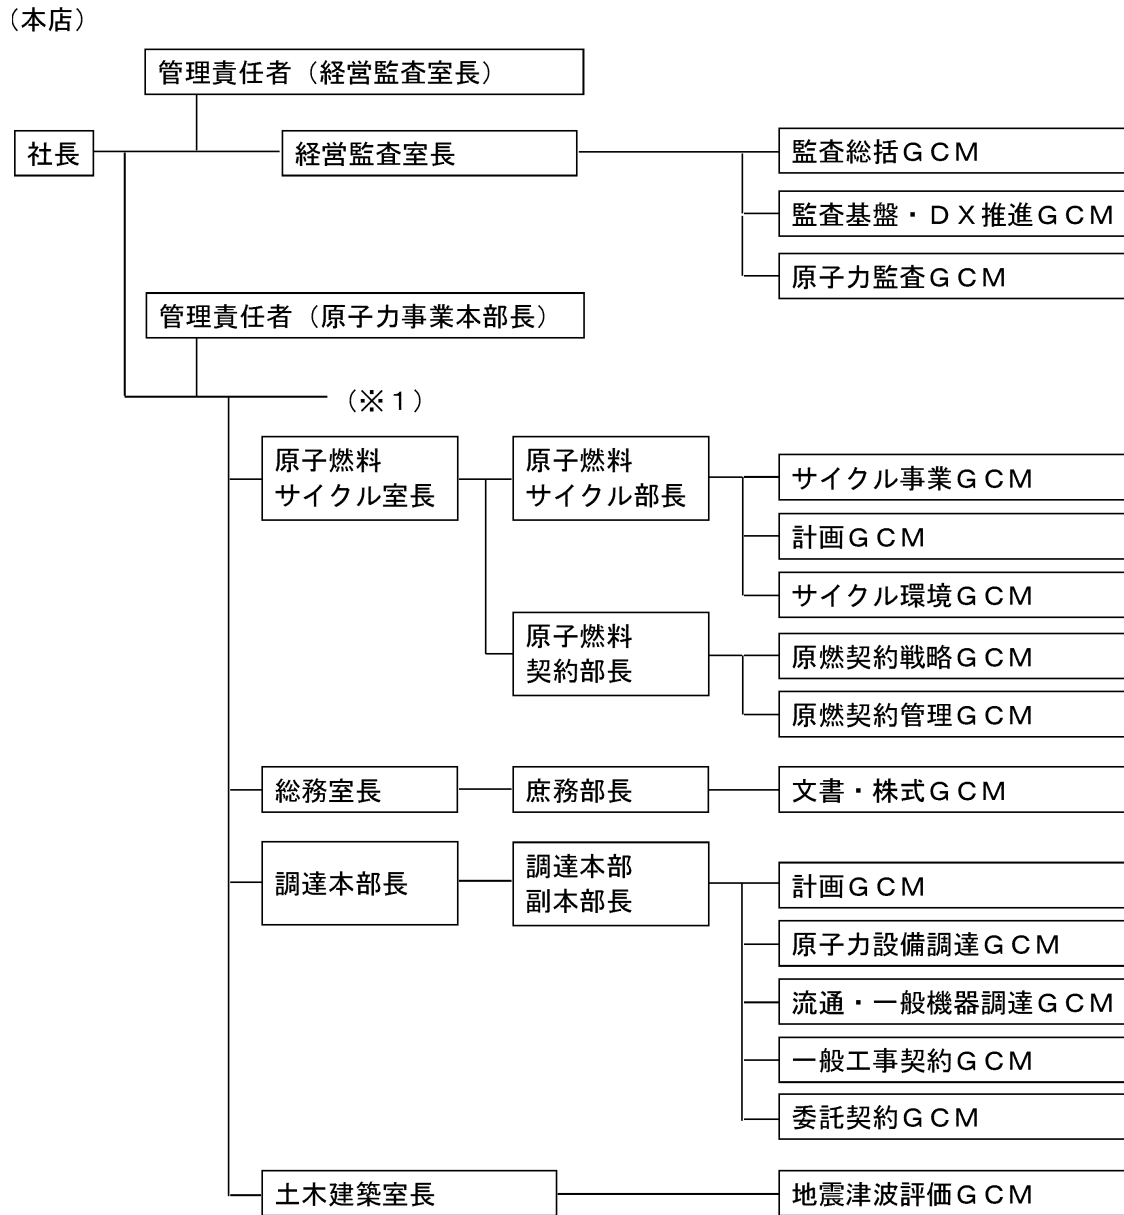 （本店）
管理責任者（経営監査室長）
社長
経営監査室長
監査総括ＧＣＭ
監査基盤・ＤＸ推進ＧＣＭ
原子力監査ＧＣＭ
管理責任者（原子力事業本部長）
（※１）
原子燃料
サイクル室長
原子燃料
サイクル部長
サイクル事業ＧＣＭ
計画ＧＣＭ
サイクル環境ＧＣＭ
原子燃料
契約部長
原燃契約戦略ＧＣＭ
原燃契約管理ＧＣＭ
総務室長
庶務部長
文書・株式ＧＣＭ
調達本部長
調達本部
副本部長
計画ＧＣＭ
原子力設備調達ＧＣＭ
流通・一般機器調達ＧＣＭ
一般工事契約ＧＣＭ
委託契約ＧＣＭ
土木建築室長
地震津波評価ＧＣＭ